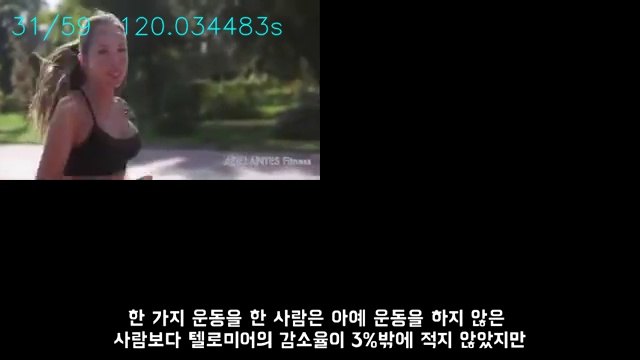 31/59 120.034483s
ADELANTES Fitness
한 가지 운동을 한 사람은 아예 운동을 하지 않은
사람보다 텔로미어의 감소율이 3%밖에 적지 않았지만